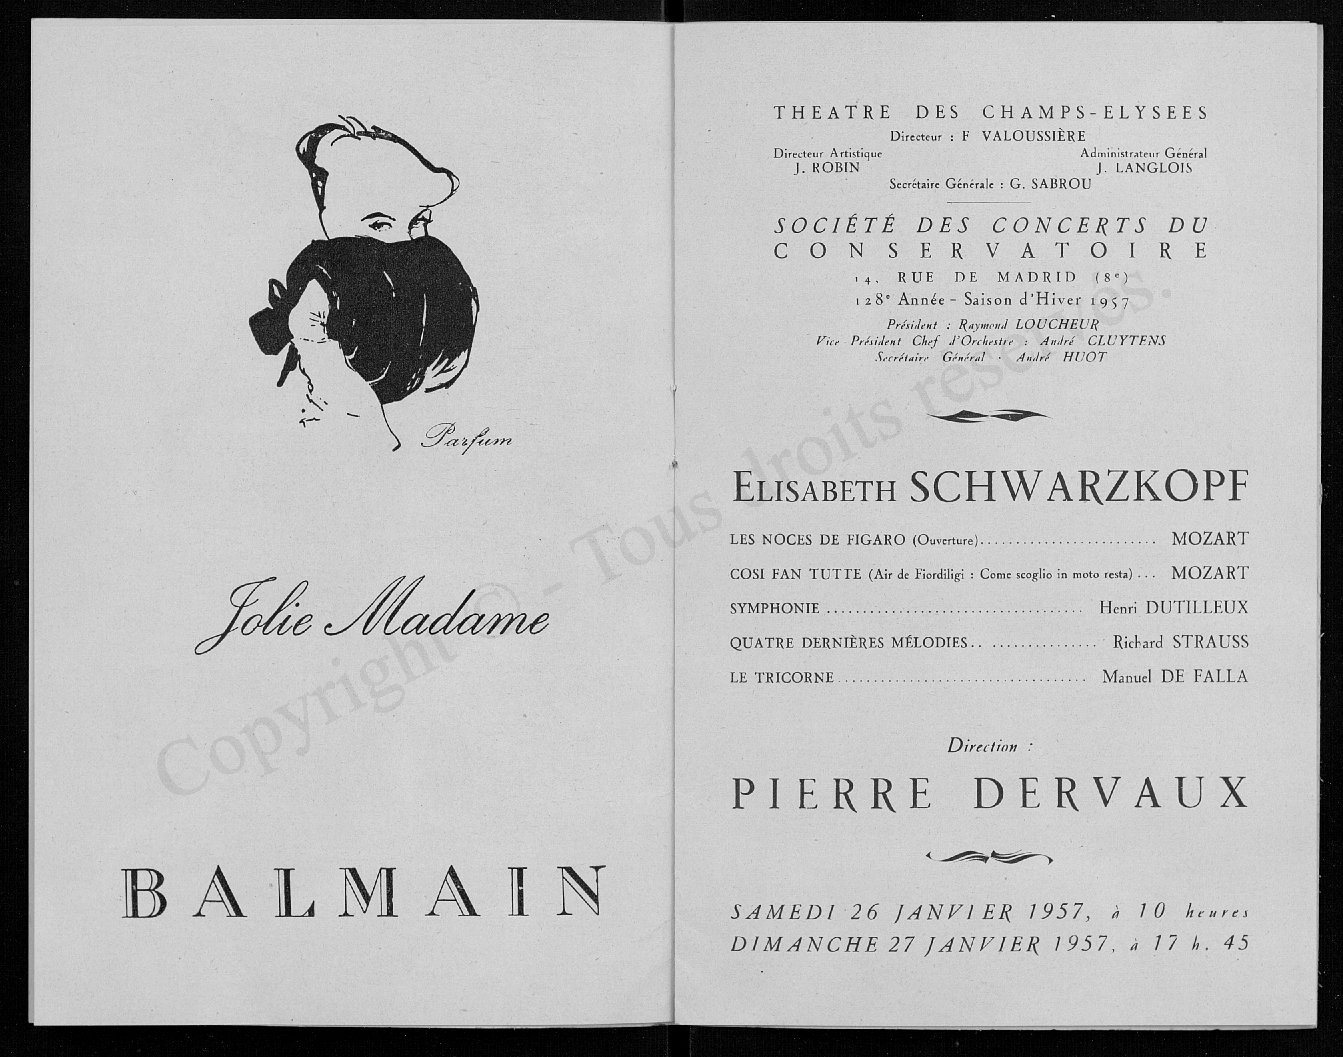 Parfum
Jolie Madame
BALMAIN
THEATRE DES CHAMPS-ELYSEES
Directeur : F VALOUSSIÈRE
Directeur Artistique Administrateur Général
J. ROBIN J. LANGLOIS
Secrétaire Générale : G. SABROU
SOCIÉTÉ DES CONCERTS DU
CONSERVATOIRE
14, RUE DE MADRID (8e)
128e Année - Saison d'Hiver 1957
Président : Raymond LOUCHEUR
Vice Président Chef d'Orchestre : André CLUYTENS
Secrétaire Général · André HUOT
ELISABETH SCHWARZKOPF
LES NOCES DE FIGARO (Ouverture)......................... MOZART
COSI FAN TUTTE (Air de Fiordiligi : Come scoglio in moto resta) ... MOZART
SYMPHONIE .................................... Henri DUTILLEUX
QUATRE DERNIÈRES MÉLODIES.. ............... Richard STRAUSS
LE TRICORNE................................... Manuel DE FALLA
Direction :
PIERRE DERVAUX
SAMEDI 26 JANVIER 1957, à 10 heures
DIMANCHE 27 JANVIER 1957, à 17 h. 45
Copyright © - Tous droits reservés.